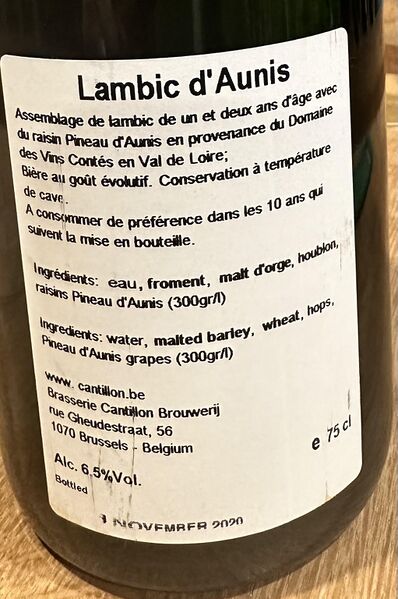 Lambic d'Aunis
Assemblage de lambic de un et deux ans d'âge avec
du raisin Pineau d'Aunis en provenance du Domaine
des Vins Contés en Val de Loire;
Bière au goût évolutif. Conservation à température
de cave.
A consommer de préférence dans les 10 ans qui
suivent la mise en bouteille.
Ingrédients: eau, froment, malt d'orge, houblon,
raisins Pineau d'Aunis (300gr/l)
Ingredients: water, malted barley, wheat, hops,
Pineau d'Aunis grapes (300gr/l)
www. cantillon.be
Brasserie Cantillon Brouwerij
rue Gheudestraat, 56
1070 Brussels - Belgium
e 75 cl
Alc. 6,5%Vol.
Bottled
NOVEMBER 2020